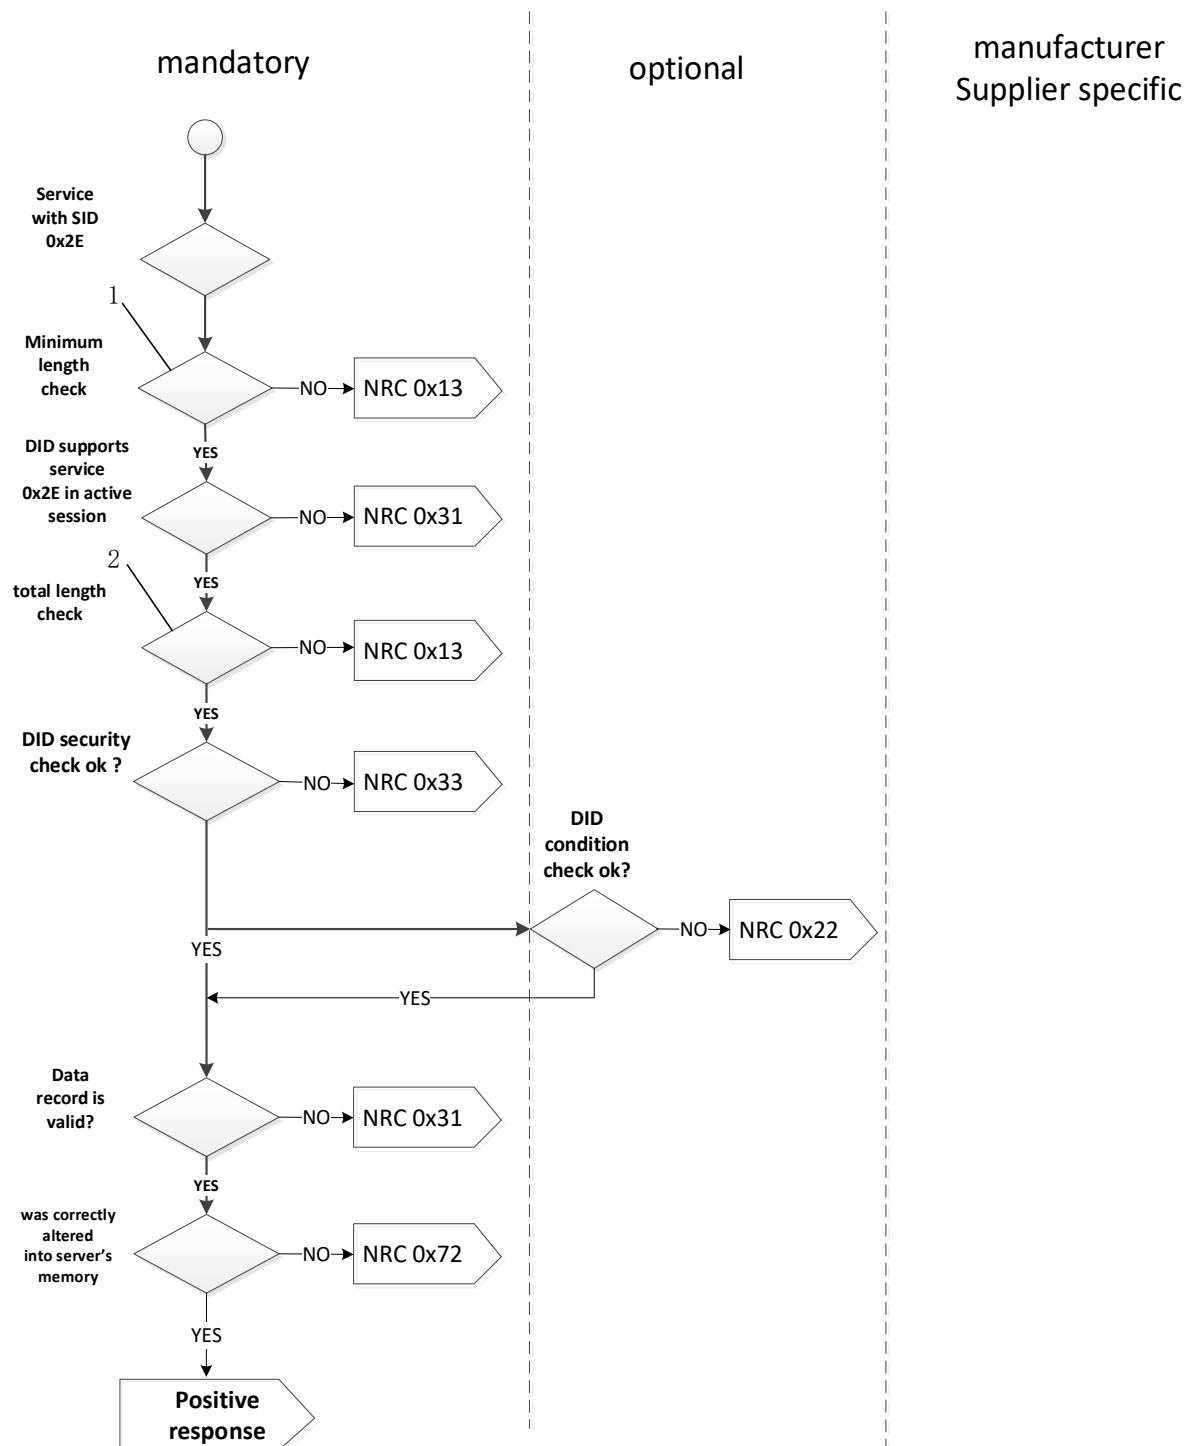 mandatory
optional
manufacturer
Supplier specific
Service
with SID
0x2E
1
Minimum
length
check
NO
NRC 0x13
YES
DID supports
service
0x2E in active
session
NO
NRC 0x31
YES
2
total length
check
NO
NRC 0x13
YES
DID security
check ok ?
NO
NRC 0x33
DID
condition
check ok?
NO
NRC 0x22
YES
YES
Data
record is
valid?
NO
NRC 0x31
YES
was correctly
altered
into server’s
memory
NO
NRC 0x72
YES
Positive
response